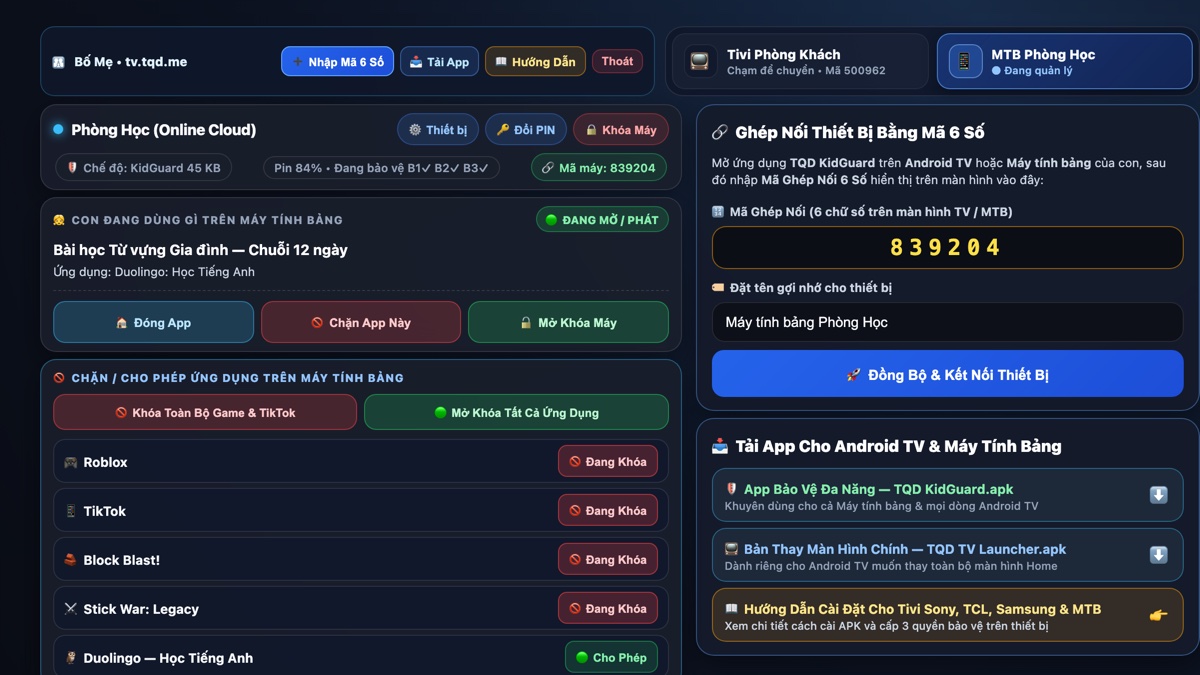 Bố Mẹ • tv.tqd.me
Nhập Mã 6 Số
Tải App
Hướng Dẫn
Thoát
Tivi Phòng Khách
Chạm để chuyển • Mã 500962
MTB Phòng Học
Đang quản lý
Phòng Học (Online Cloud)
Thiết bị
Đổi PIN
Khóa Máy
Chế độ: KidGuard 45 KB
Pin 84% • Đang bảo vệ B1✓ B2✓ B3✓
Mã máy: 839204
CON ĐANG DÙNG GÌ TRÊN MÁY TÍNH BẢNG
ĐANG MỞ / PHÁT
Bài học Từ vựng Gia đình — Chuỗi 12 ngày
Ứng dụng: Duolingo: Học Tiếng Anh
Đóng App
Chặn App Này
Mở Khóa Máy
CHẶN / CHO PHÉP ỨNG DỤNG TRÊN MÁY TÍNH BẢNG
Khóa Toàn Bộ Game & TikTok
Mở Khóa Tất Cả Ứng Dụng
Roblox
Đang Khóa
TikTok
Đang Khóa
Block Blast!
Đang Khóa
Stick War: Legacy
Đang Khóa
Duolingo — Học Tiếng Anh
Cho Phép
Ghép Nối Thiết Bị Bằng Mã 6 Số
Mở ứng dụng TQD KidGuard trên Android TV hoặc Máy tính bảng của con, sau
đó nhập Mã Ghép Nối 6 Số hiển thị trên màn hình vào đây:
Mã Ghép Nối (6 chữ số trên màn hình TV / MTB)
839204
Đặt tên gợi nhớ cho thiết bị
Máy tính bảng Phòng Học
Đồng Bộ & Kết Nối Thiết Bị
Tải App Cho Android TV & Máy Tính Bảng
App Bảo Vệ Đa Năng — TQD KidGuard.apk
Khuyên dùng cho cả Máy tính bảng & mọi dòng Android TV
Bản Thay Màn Hình Chính — TQD TV Launcher.apk
Dành riêng cho Android TV muốn thay toàn bộ màn hình Home
Hướng Dẫn Cài Đặt Cho Tivi Sony, TCL, Samsung & MTB
Xem chi tiết cách cài APK và cấp 3 quyền bảo vệ trên thiết bị